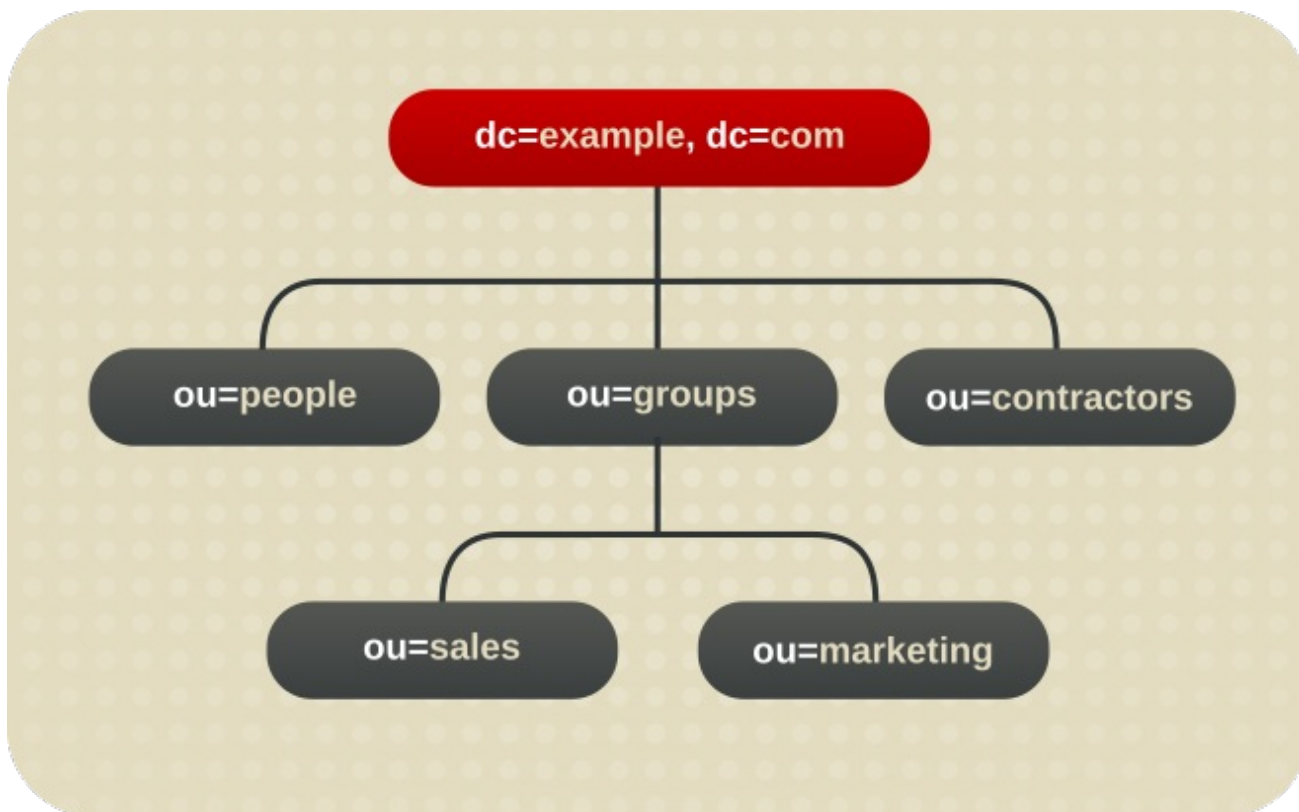 dc=example, dc=com
ou=people
ou=groups
ou=contractors
ou=sales
ou=marketing